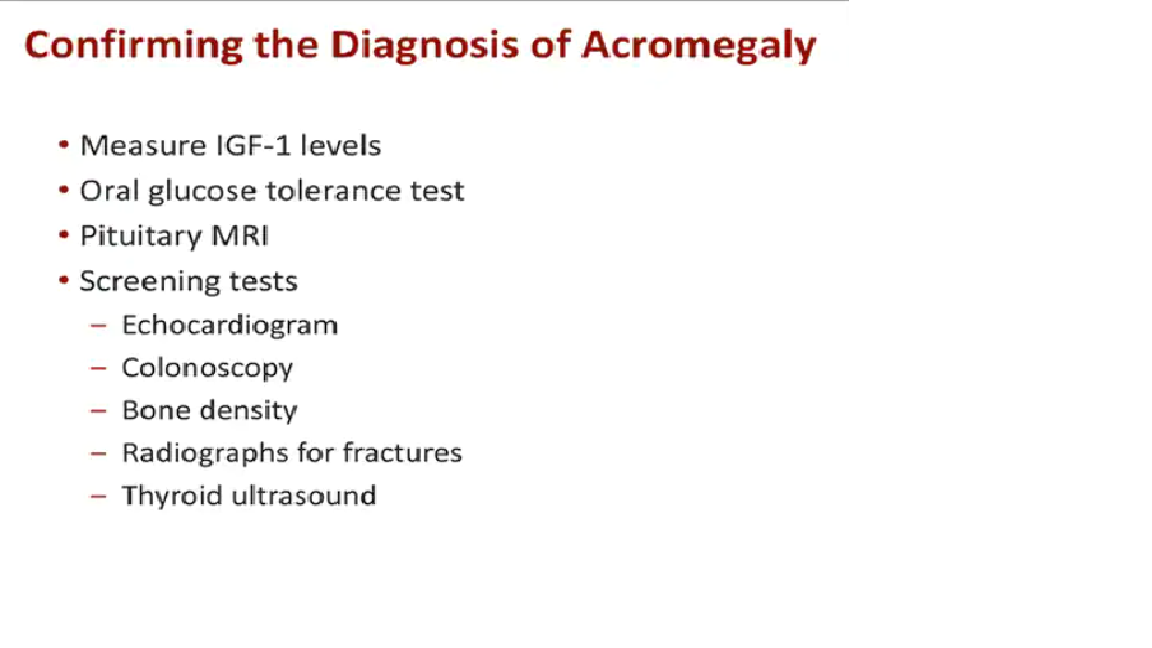 Confirming the Diagnosis of Acromegaly
• Measure IGF-1 levels
• Oral glucose tolerance test
• Pituitary MRI
• Screening tests
– Echocardiogram
– Colonoscopy
– Bone density
– Radiographs for fractures
– Thyroid ultrasound